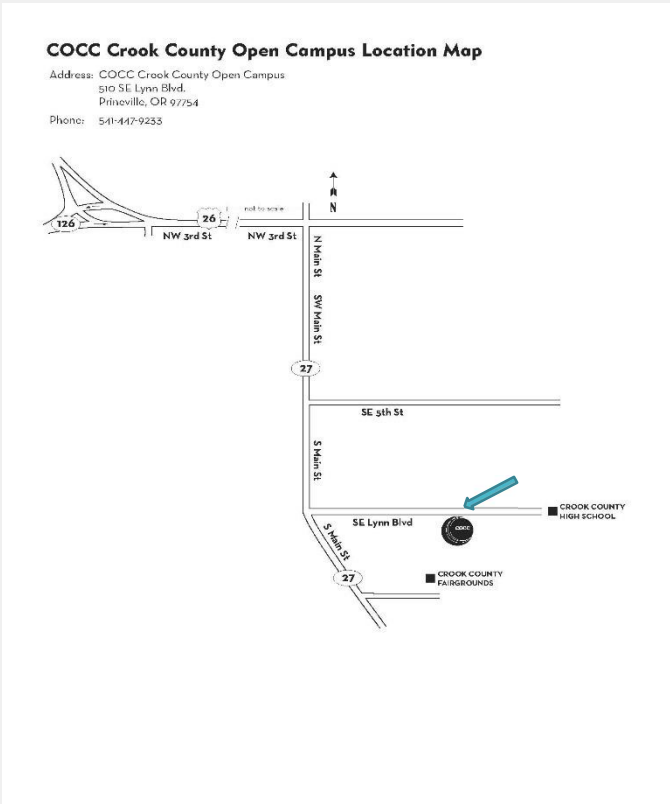 COCC Crook County Open Campus Location Map
Address: COCC Crook County Open Campus
510 SE Lynn Blvd.
Prineville, OR 97754
Phone: 541-447-9233
126
26
not to scale
N
NW 3rd St
NW 3rd St
N Main St
SW Main St
27
SE 5th St
S Main St
SE Lynn Blvd
COCC
CROOK COUNTY
HIGH SCHOOL
S Main St
27
CROOK COUNTY
FAIRGROUNDS